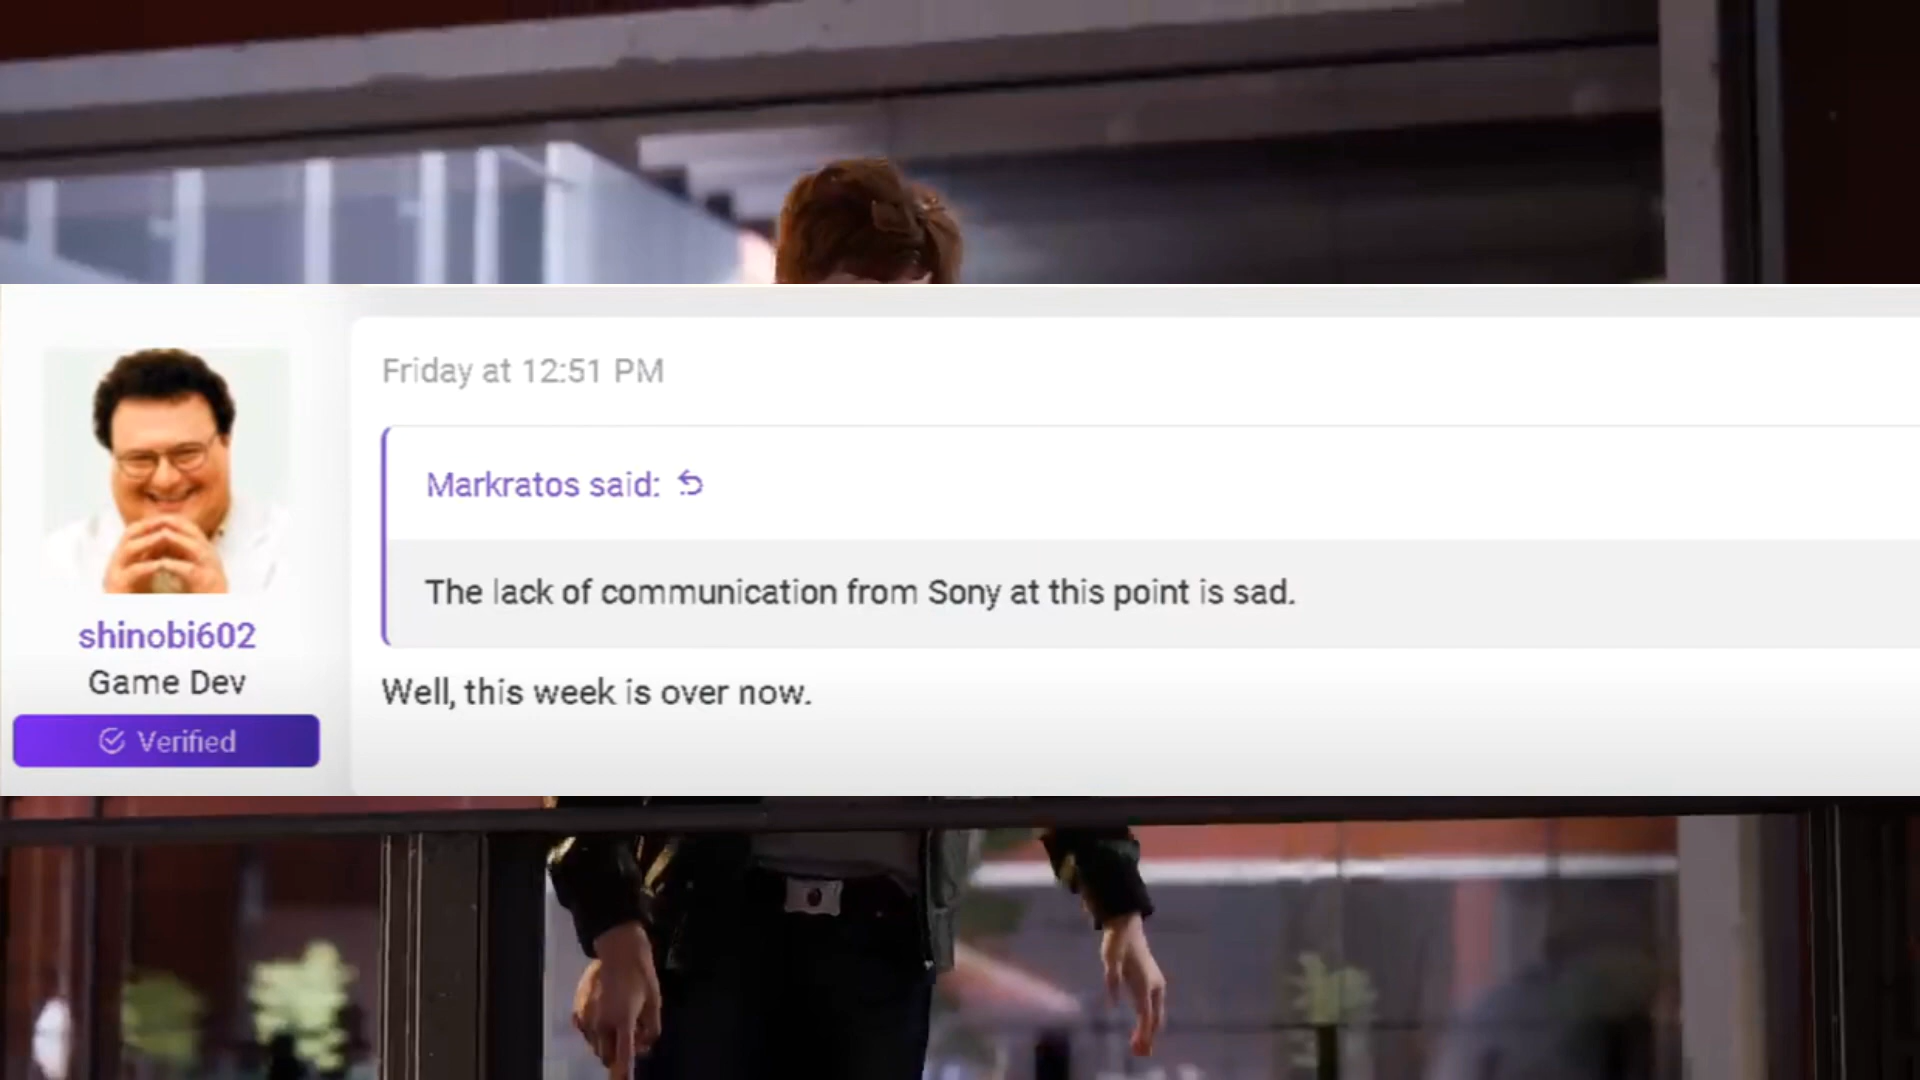 Friday at 12:51 PM
Markratos said:
The lack of communication from Sony at this point is sad.
Well, this week is over now.
shinobi602
Game Dev
Verified